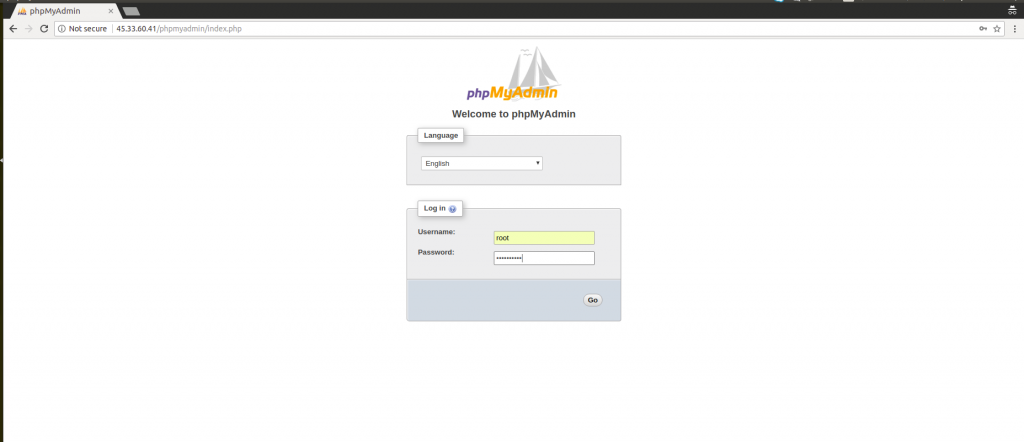 phpMyAdmin
Not secure 45.33.60.41/phpmyadmin/index.php
phpMyAdmin
Welcome to phpMyAdmin
Language
English
Log in
Username:
root
Password:
••••••••••
Go